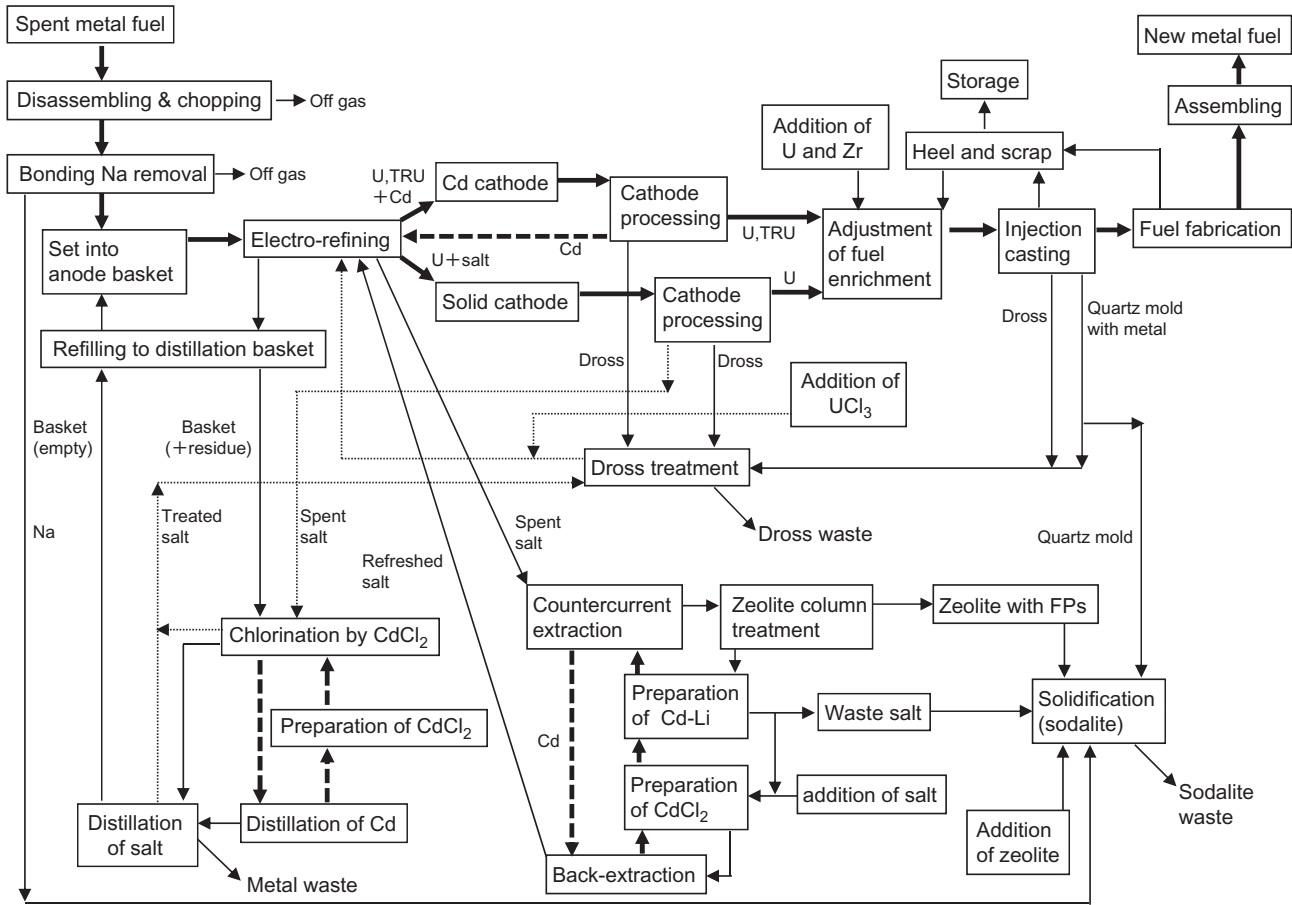 Spent metal fuel
New metal fuel
Storage
Disassembling & chopping
Off gas
Assembling
Addition of
U and Zr
Heel and scrap
Bonding Na removal
Off gas
U,TRU
+Cd
Cd cathode
Cathode
processing
Set into
anode basket
Electro-refining
Cd
U,TRU
Adjustment
of fuel
enrichment
Injection
casting
Fuel fabrication
U+salt
Solid cathode
Cathode
processing
U
Dross
Quartz mold
with metal
Refilling to distillation basket
Dross
Dross
Addition of
UCl3
Basket
(empty)
Basket
(+residue)
Dross treatment
Na
Treated
salt
Spent
salt
Spent
salt
Dross waste
Quartz mold
Refreshed
salt
Countercurrent
extraction
Zeolite column
treatment
Zeolite with FPs
Chlorination by CdCl2
Preparation
of Cd-Li
Waste salt
Solidification
(sodalite)
Preparation of CdCl2
Cd
Preparation
of CdCl2
addition of salt
Sodalite
waste
Distillation
of salt
Distillation of Cd
Addition
of zeolite
Metal waste
Back-extraction